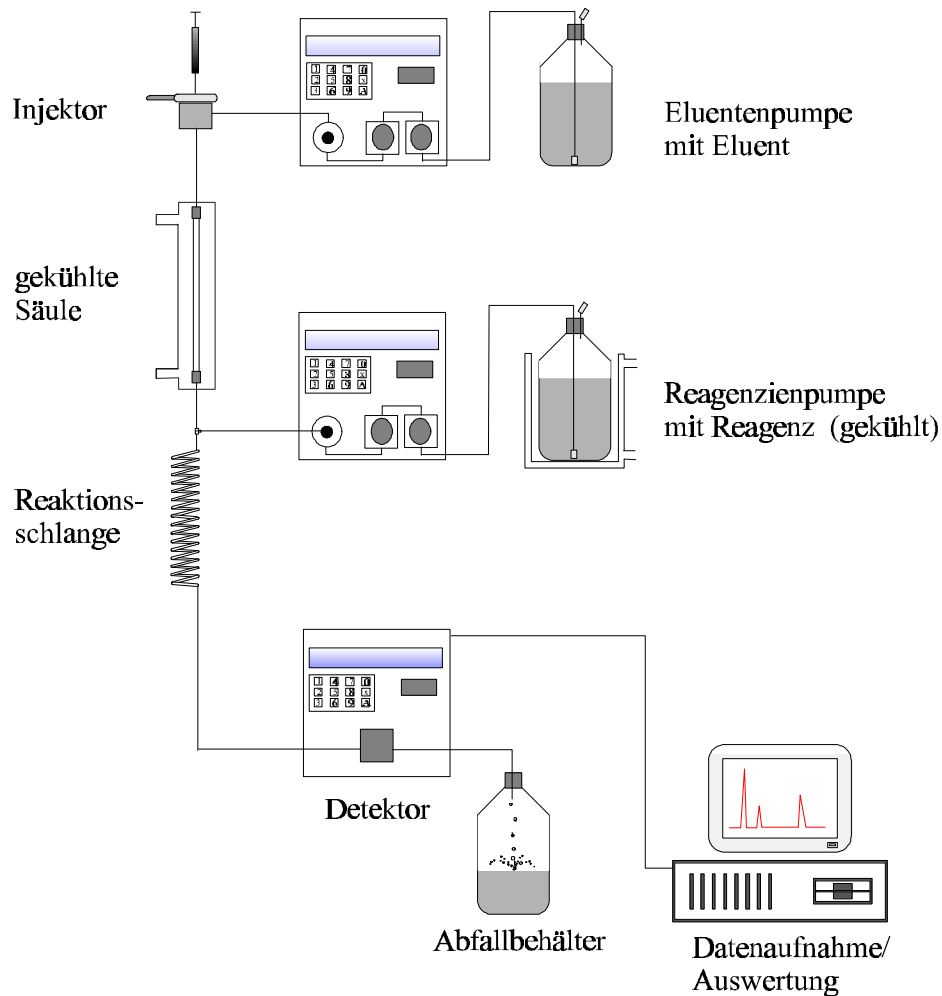 Injektor
Eluentenpumpe
mit Eluent
gekühlte
Säule
Reagenzienpumpe
mit Reagenz (gekühlt)
Reaktions-
schlange
Detektor
Abfallbehälter
Datenaufnahme/
Auswertung